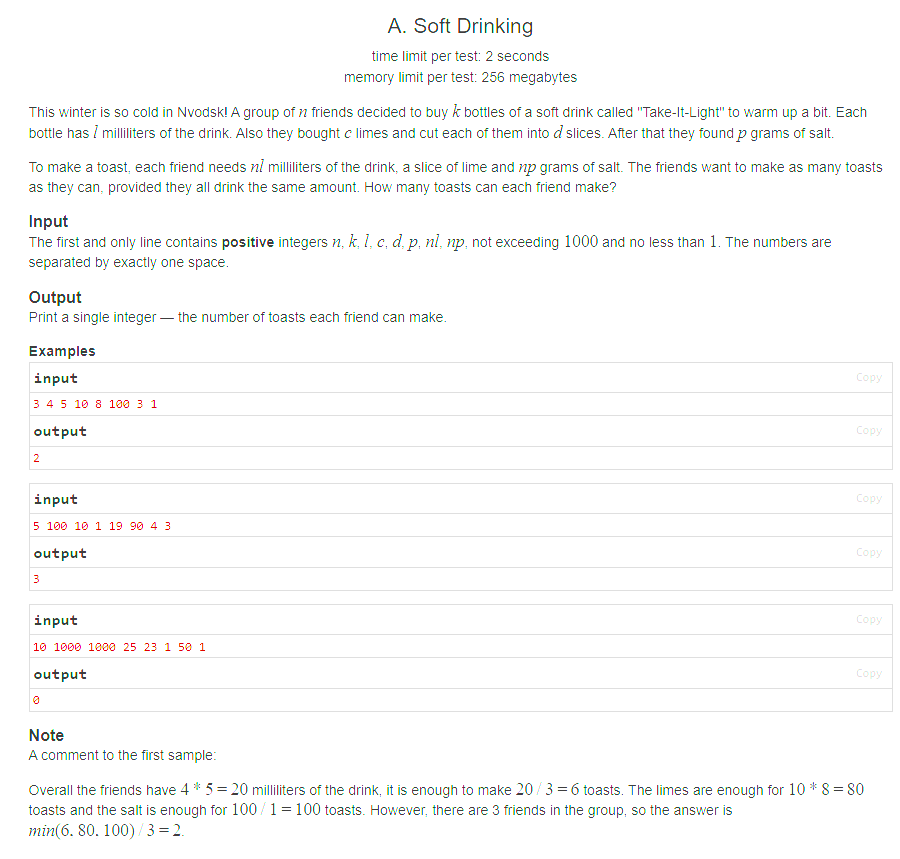 A. Soft Drinking
time limit per test: 2 seconds
memory limit per test: 256 megabytes
This winter is so cold in Nvodsk! A group of n friends decided to buy k bottles of a soft drink called "Take-It-Light" to warm up a bit. Each
bottle has l milliliters of the drink. Also they bought c limes and cut each of them into d slices. After that they found p grams of salt.
To make a toast, each friend needs nl milliliters of the drink, a slice of lime and np grams of salt. The friends want to make as many toasts
as they can, provided they all drink the same amount. How many toasts can each friend make?
Input
The first and only line contains positive integers n, k, l, c, d, p, nl, np, not exceeding 1000 and no less than 1. The numbers are
separated by exactly one space.
Output
Print a single integer — the number of toasts each friend can make.
Examples
input
Copy
3 4 5 10 8 100 3 1
output
Copy
2
input
Copy
5 100 10 1 19 90 4 3
output
Copy
3
input
Copy
10 1000 1000 25 23 1 50 1
output
Copy
0
Note
A comment to the first sample:
Overall the friends have 4 * 5 = 20 milliliters of the drink, it is enough to make 20 / 3 = 6 toasts. The limes are enough for 10 * 8 = 80
toasts and the salt is enough for 100 / 1 = 100 toasts. However, there are 3 friends in the group, so the answer is
min(6, 80, 100) / 3 = 2.